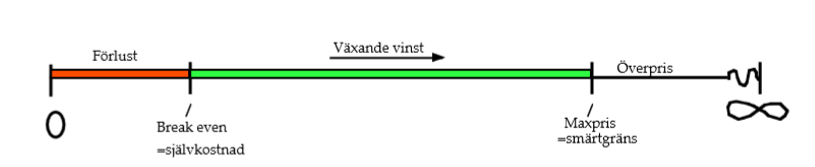 Växande vinst
Förlust
Överpris
0
∞
Break even
=självkostnad
Maxpris
=smärtgräns